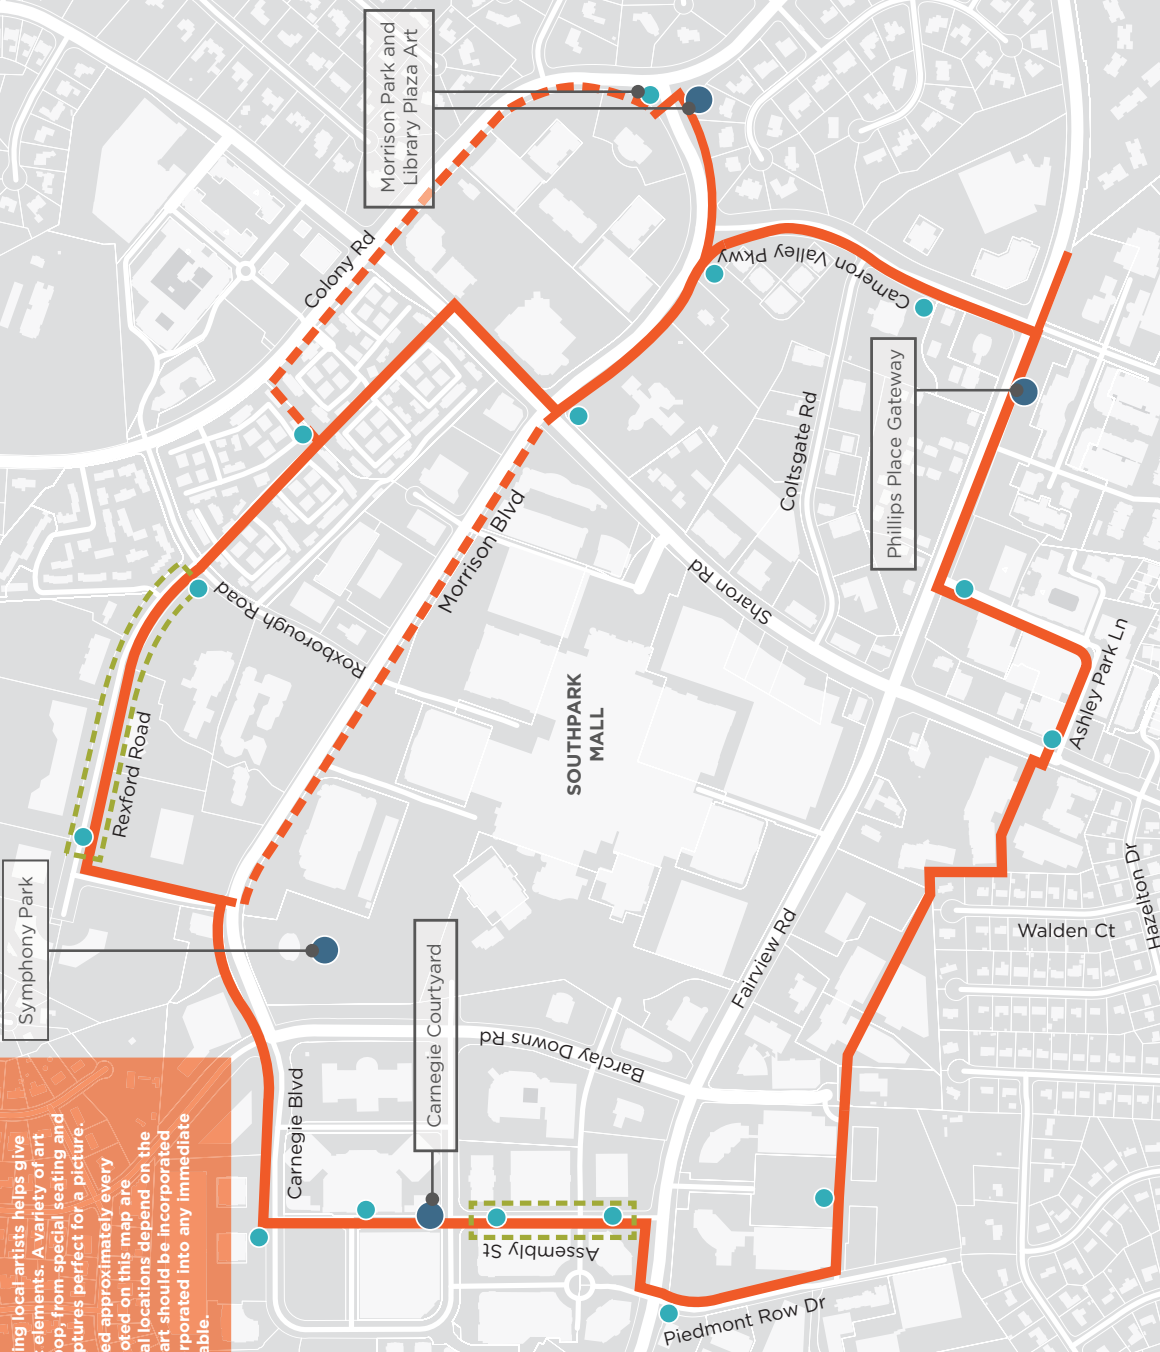 Morrison Park and
Library Plaza Art
Colony Rd
Cameron Valley Pkwy
Phillips Place Gateway
Coltsgate Rd
Morrison Blvd
Sharon Rd
Roxborough Road
Ashley Park Ln
SOUTHPARK
MALL
Rexford Road
Hazelton Dr
Walden Ct
Symphony Park
Fairview Rd
Carnegie Courtyard
Barclay Downs Rd
Carnegie Blvd
Assembly St
Piedmont Row Dr
ing local artists helps give
elements. A variety of art
op, from special seating and
ptures perfect for a picture.
ed approximately every
oted on this map are
al locations depend on the
art should be incorporated
rporated into any immediate
able.